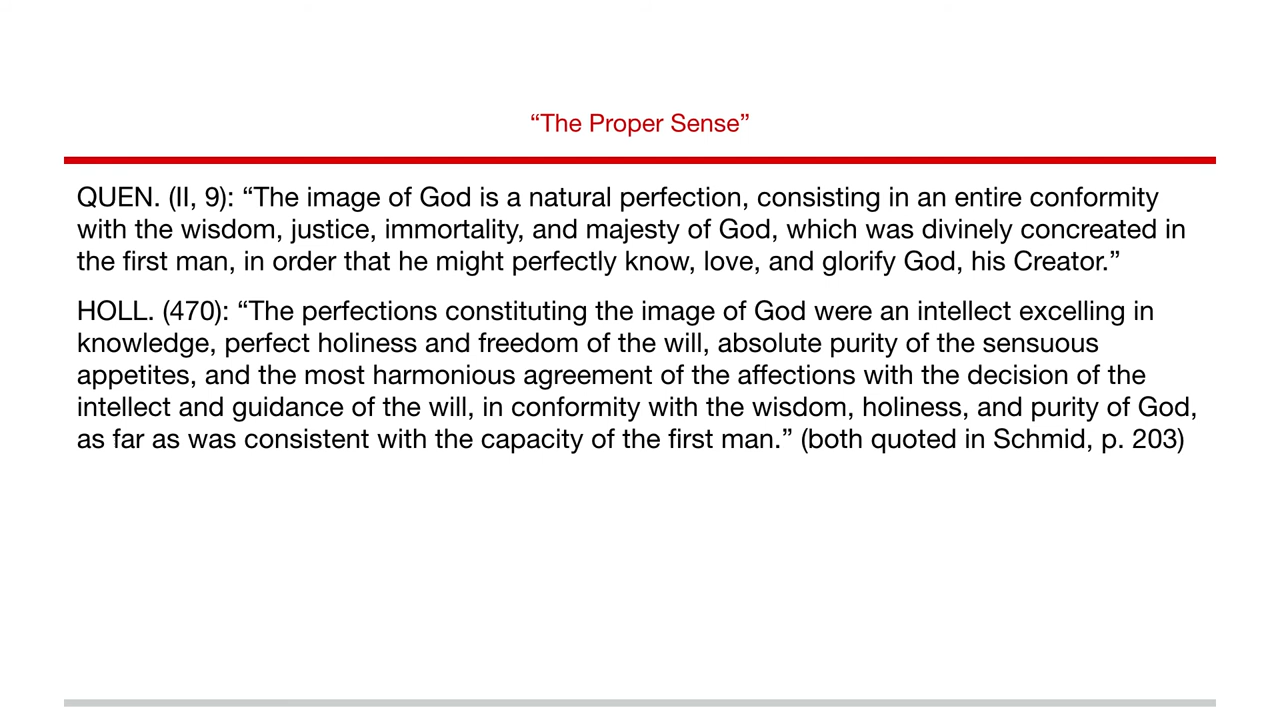 “The Proper Sense”
QUEN. (II, 9): “The image of God is a natural perfection, consisting in an entire conformity
with the wisdom, justice, immortality, and majesty of God, which was divinely concreated in
the first man, in order that he might perfectly know, love, and glorify God, his Creator.”
HOLL. (470): “The perfections constituting the image of God were an intellect excelling in
knowledge, perfect holiness and freedom of the will, absolute purity of the sensuous
appetites, and the most harmonious agreement of the affections with the decision of the
intellect and guidance of the will, in conformity with the wisdom, holiness, and purity of God,
as far as was consistent with the capacity of the first man.” (both quoted in Schmid, p. 203)